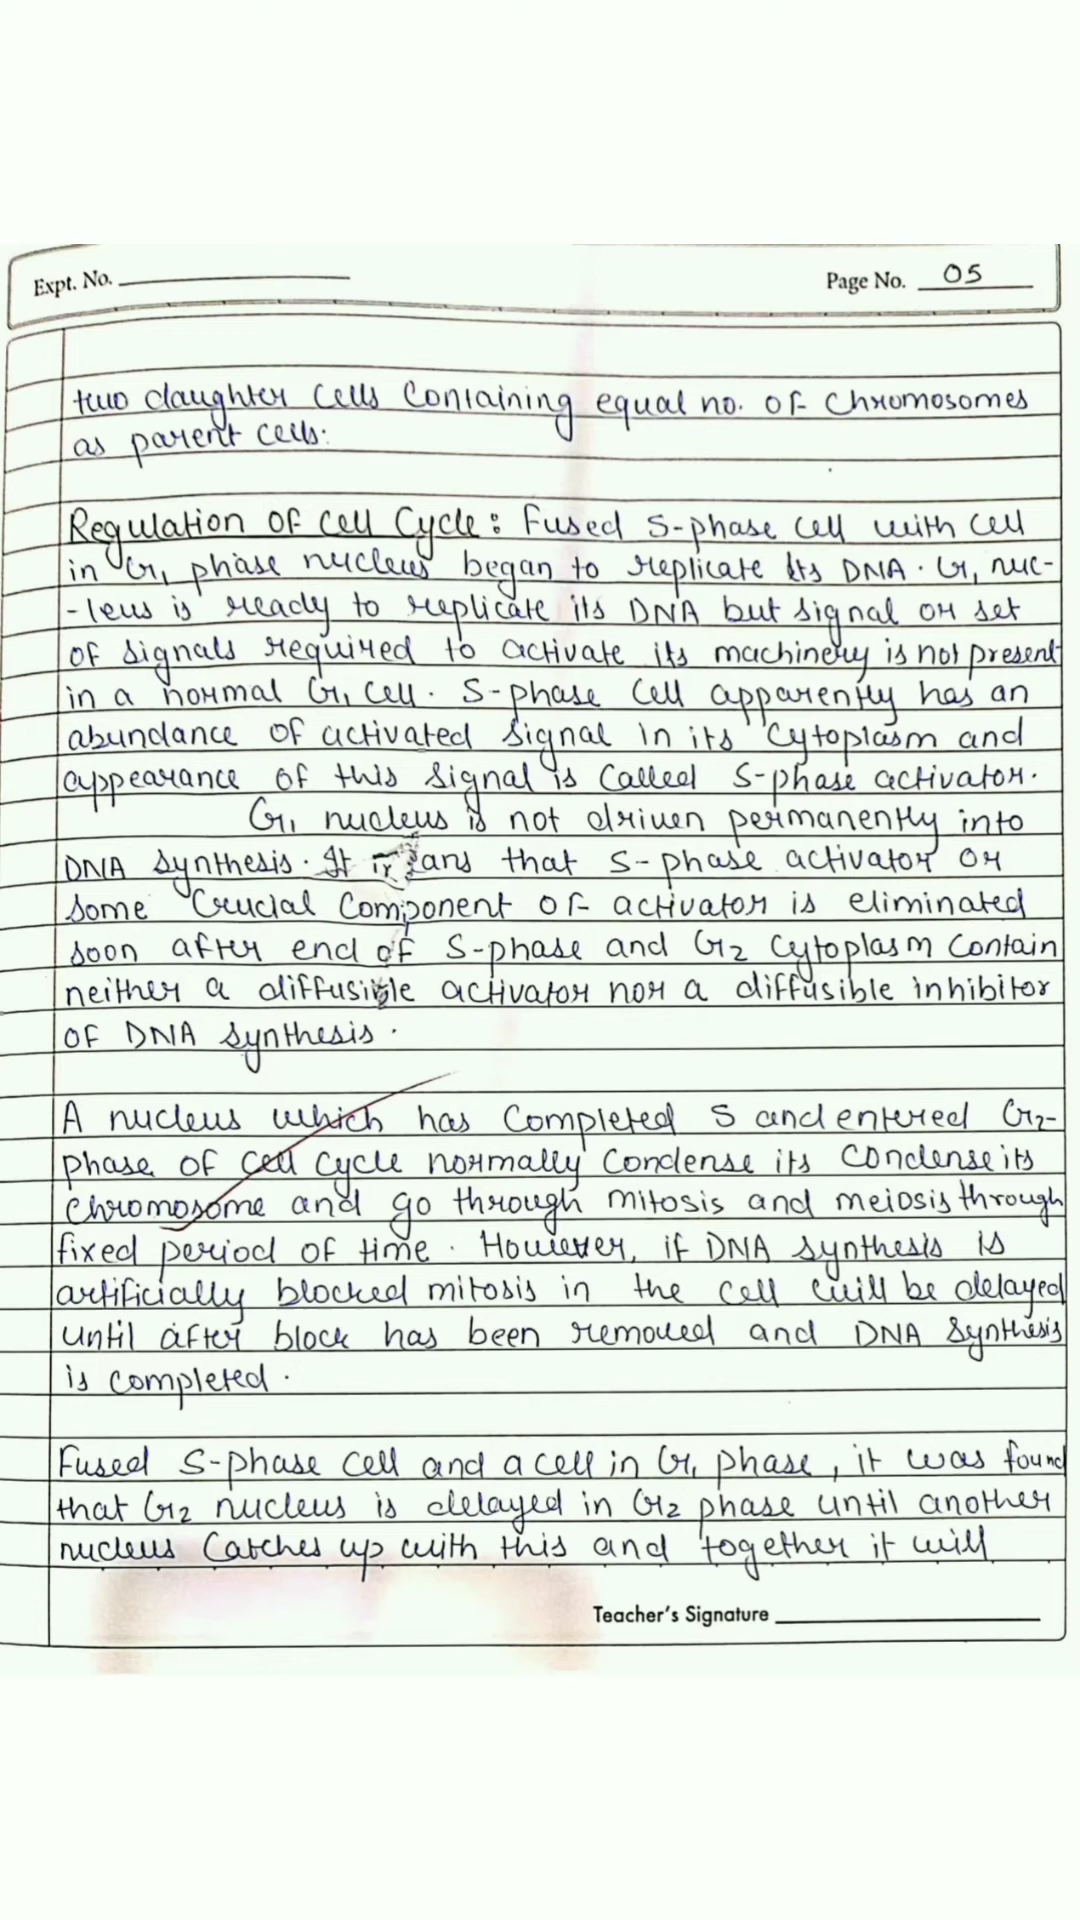 Expt. No.
Page No. 05
two daughter cells containing equal no. of chromosomes
as parent cells.
Regulation of Cell Cycle: Fused S-phase cell with cell
in G1 phase nucleus began to replicate its DNA. G1 nuc-
-leus is ready to replicate its DNA but signal or set
of signals required to activate its machinery is not present
in a normal G1 cell. S-phase cell apparently has an
abundance of activated signal in its cytoplasm and
appearance of this signal is called S-phase activator.
G1 nucleus is not driven permanently into
DNA synthesis. It means that S-phase activator or
some crucial component of activator is eliminated
soon after end of S-phase and G2 cytoplasm contain
neither a diffusible activator nor a diffusible inhibitor
of DNA synthesis.
A nucleus which has completed S and entered G2-
phase of cell cycle normally condense its condense its
chromosome and go through mitosis and meiosis through
fixed period of time. However, if DNA synthesis is
artificially blocked mitosis in the cell will be delayed
until after block has been removed and DNA synthesis
is completed.
Fused S-phase cell and a cell in G1 phase, it was found
that G2 nucleus is delayed in G2 phase until another
nucleus catches up with this and together it will
Teacher's Signature